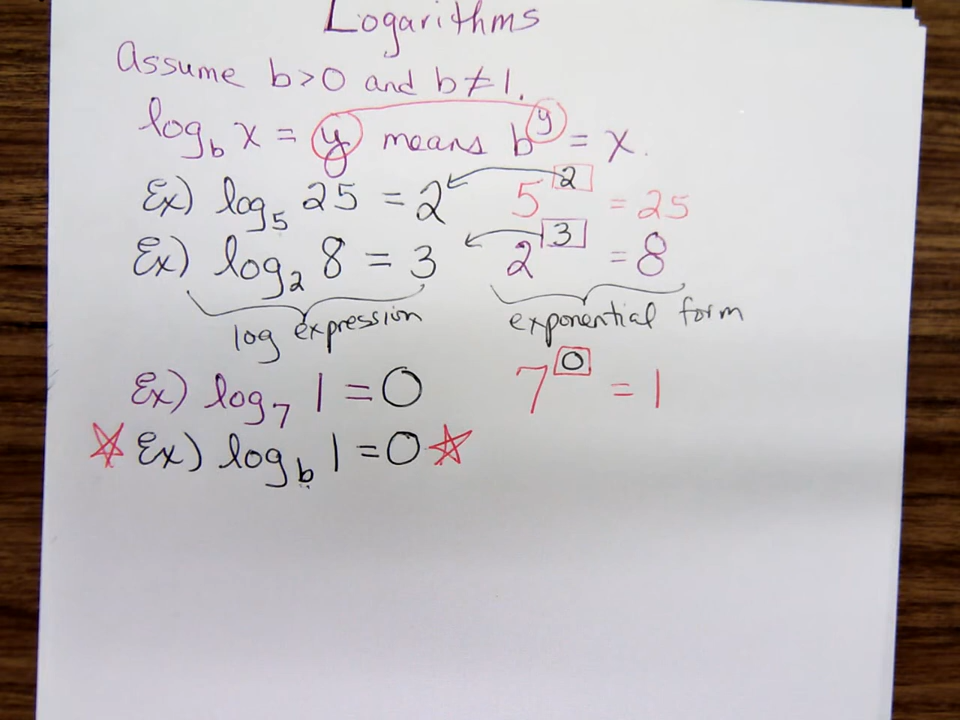 Logarithms
Assume b>0 and b≠1.
log_b x = y means b^y = x.
Ex) log_5 25 = 2 5^2 = 25
Ex) log_2 8 = 3 2^3 = 8
log expression exponential form
Ex) log_7 1 = 0 7^0 = 1
☆ Ex) log_b 1 = 0 ☆